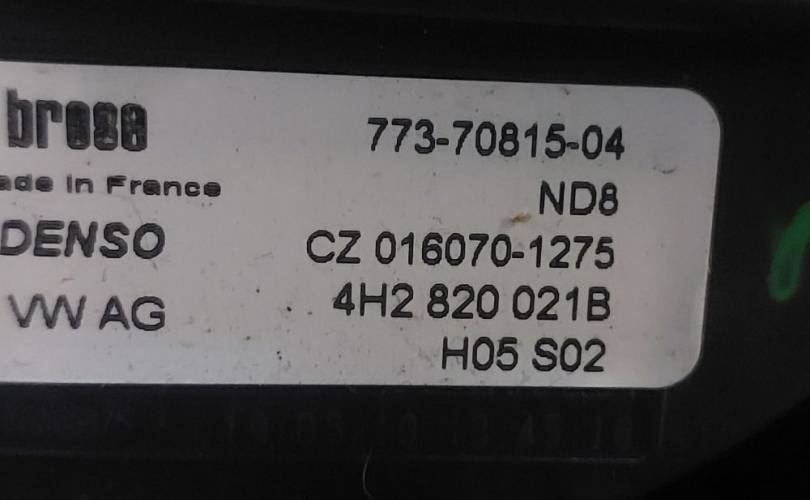 brose 773-70815-04
ade in France ND8
DENSO CZ 016070-1275
VW AG 4H2 820 021B
H05 S02